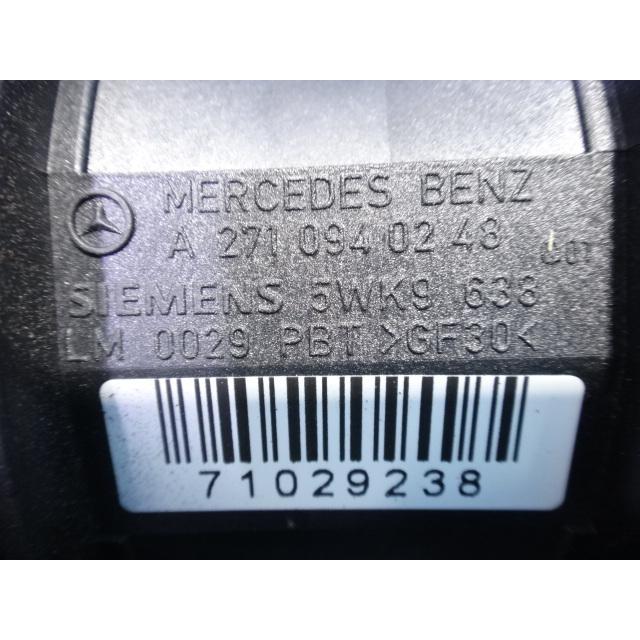 MERCEDES BENZ
A 271 094 02 48
SIEMENS 5WK9 638
LM 0029 PBT >GF30<
71029238